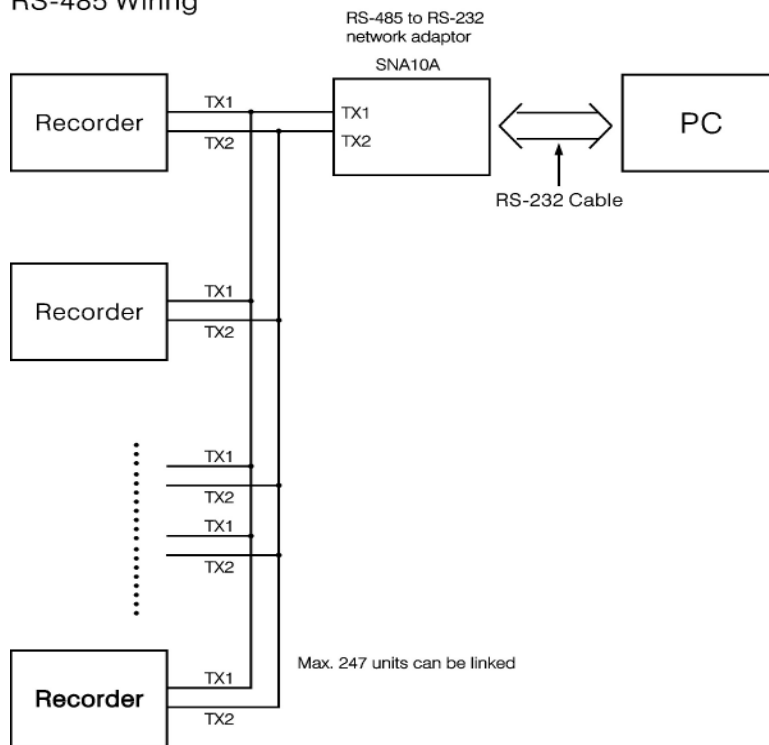 RS-485 Wiring
RS-485 to RS-232
network adaptor
SNA10A
Recorder
TX1
TX2
TX1
TX2
PC
RS-232 Cable
Recorder
TX1
TX2
TX1
TX2
TX1
TX2
Max. 247 units can be linked
Recorder
TX1
TX2